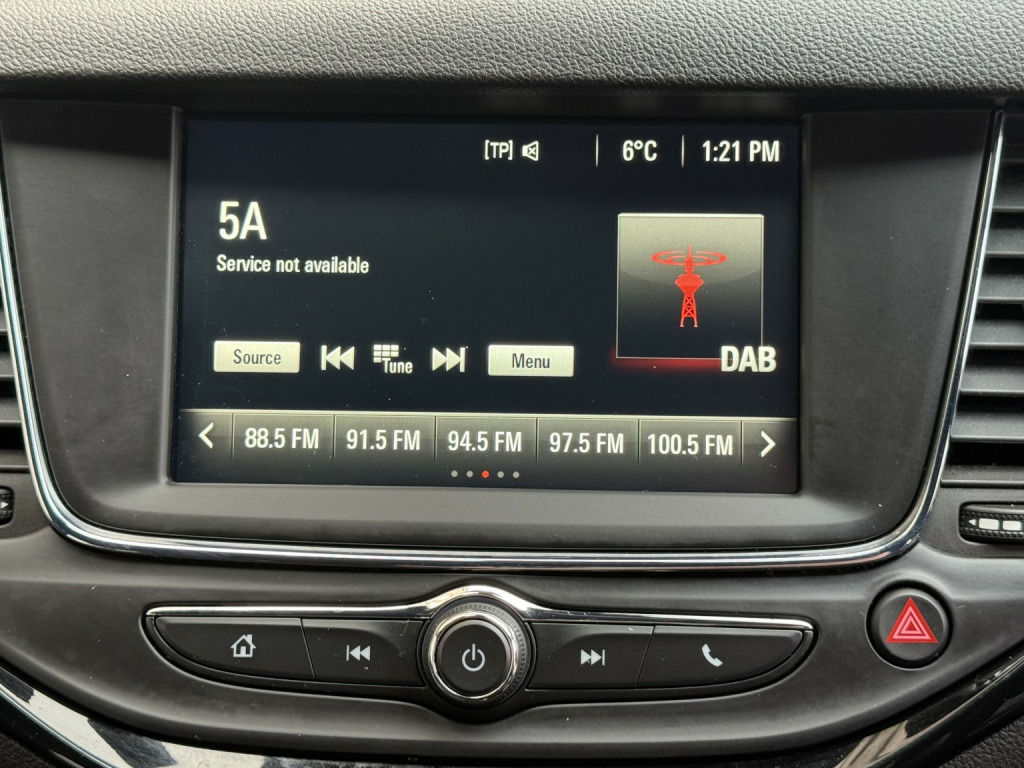 [TP] 6°C 1:21 PM
5A
Service not available
Source Tune Menu
DAB
88.5 FM 91.5 FM 94.5 FM 97.5 FM 100.5 FM